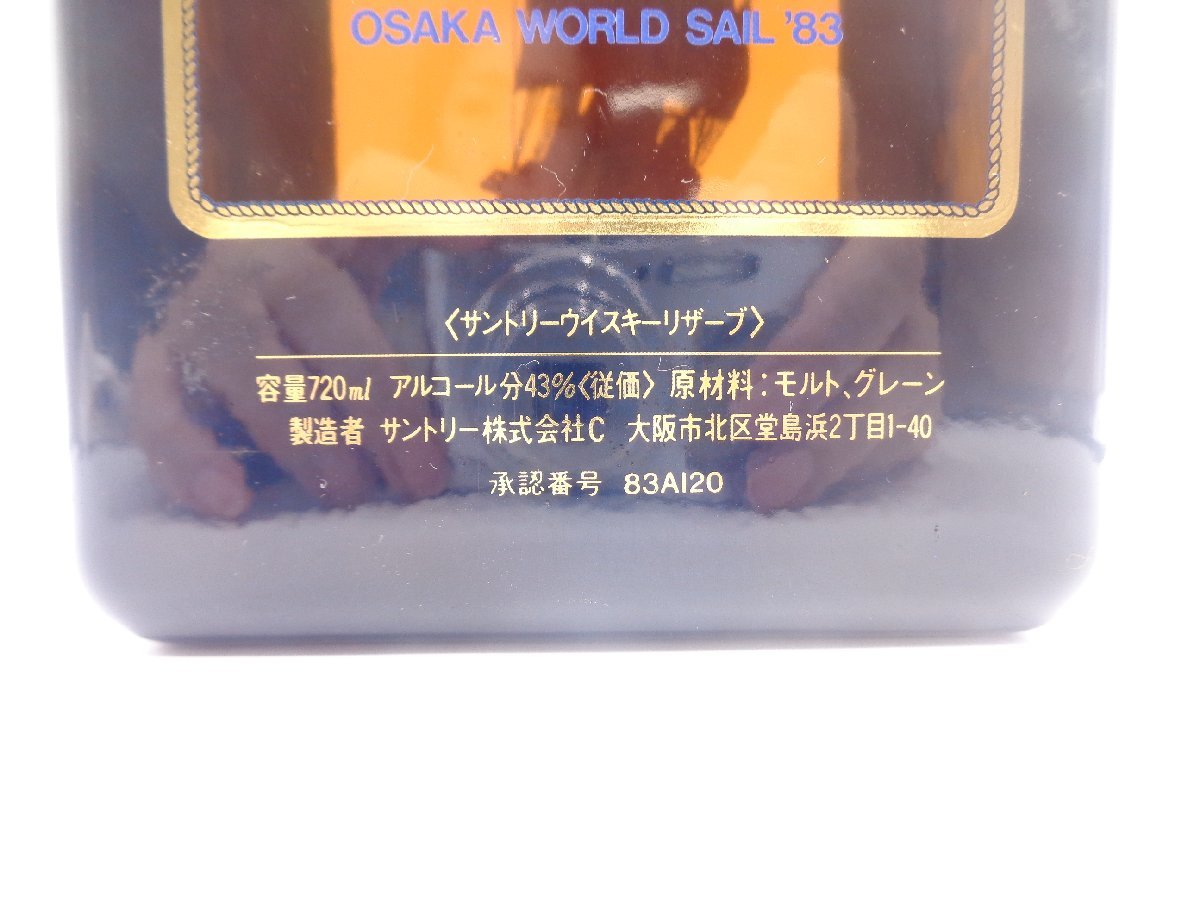 OSAKA WORLD SAIL '83
〈サントリーウイスキーリザーブ〉
容量720ml アルコール分43%〈従価〉 原材料:モルト、グレーン
製造者 サントリー株式会社C 大阪市北区堂島浜2丁目1-40
承認番号 83AI20